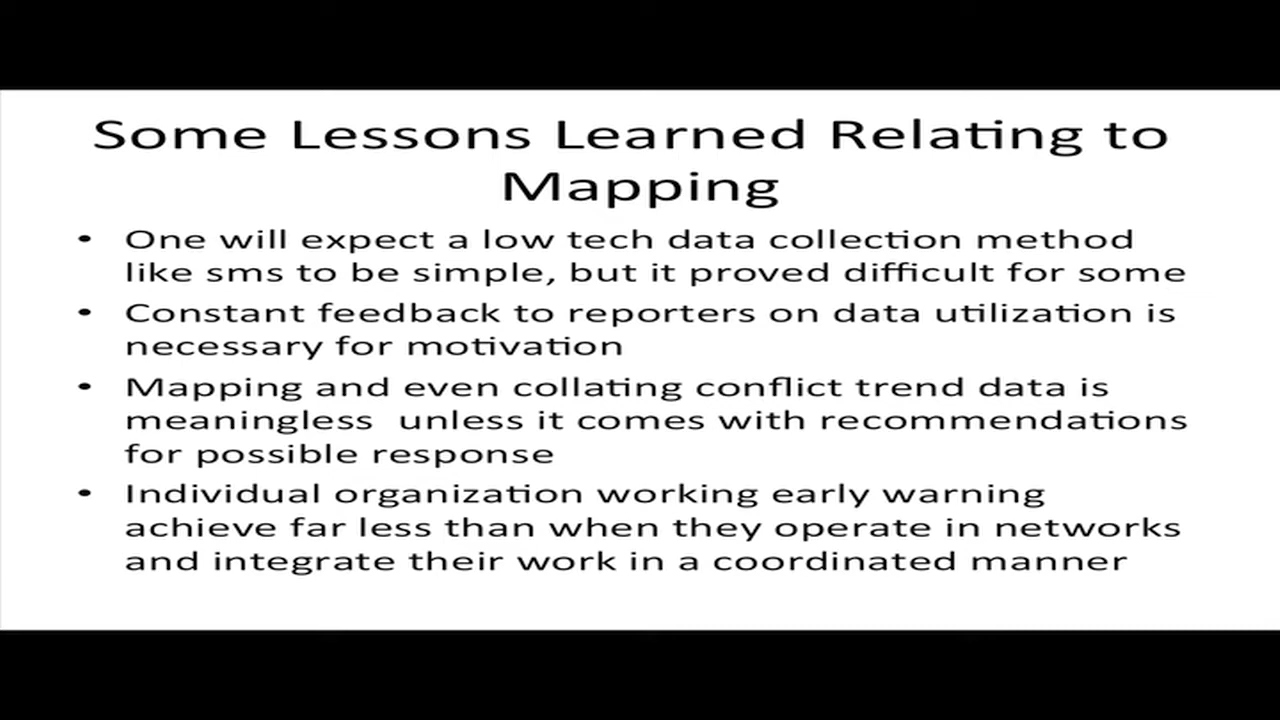 Some Lessons Learned Relating to
Mapping
• One will expect a low tech data collection method
like sms to be simple, but it proved difficult for some
• Constant feedback to reporters on data utilization is
necessary for motivation
• Mapping and even collating conflict trend data is
meaningless  unless it comes with recommendations
for possible response
• Individual organization working early warning
achieve far less than when they operate in networks
and integrate their work in a coordinated manner